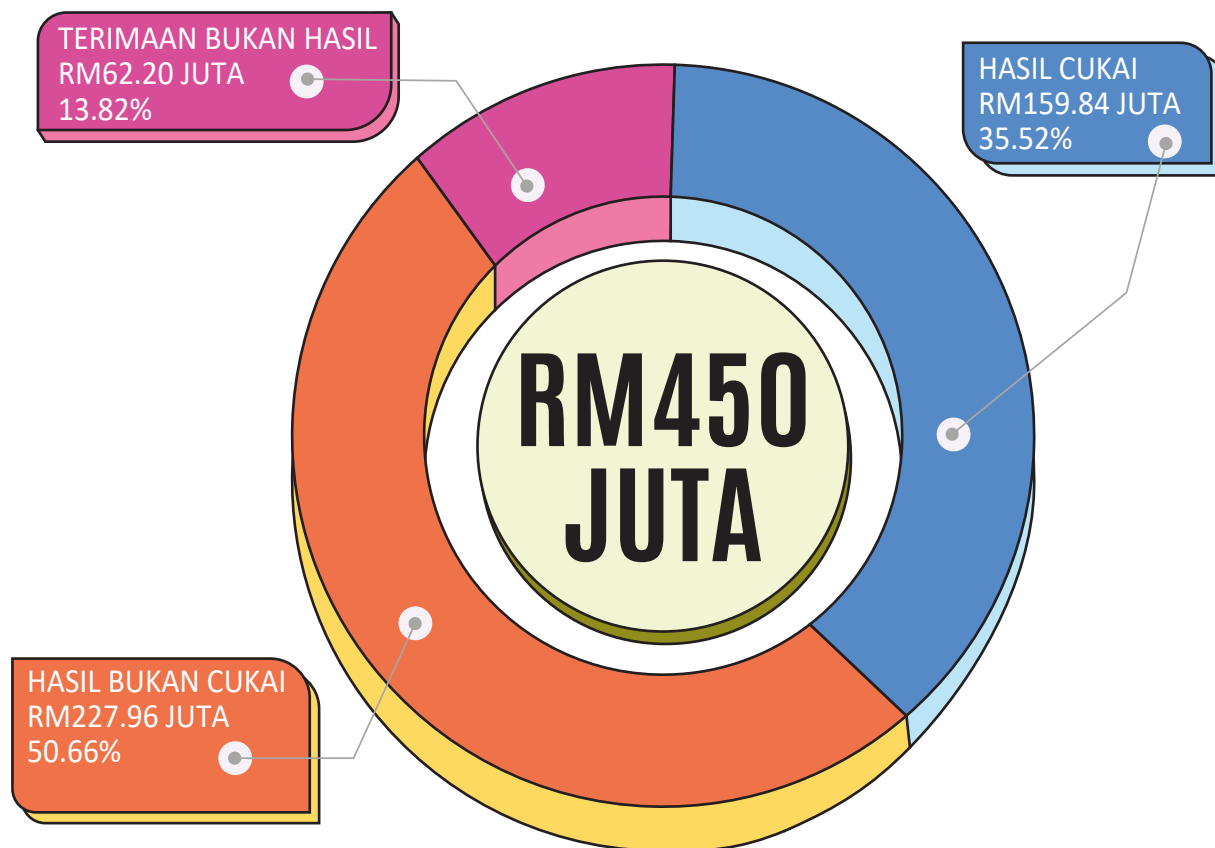 TERIMAAN BUKAN HASIL
RM62.20 JUTA
13.82%
HASIL CUKAI
RM159.84 JUTA
35.52%
RM450
JUTA
HASIL BUKAN CUKAI
RM227.96 JUTA
50.66%